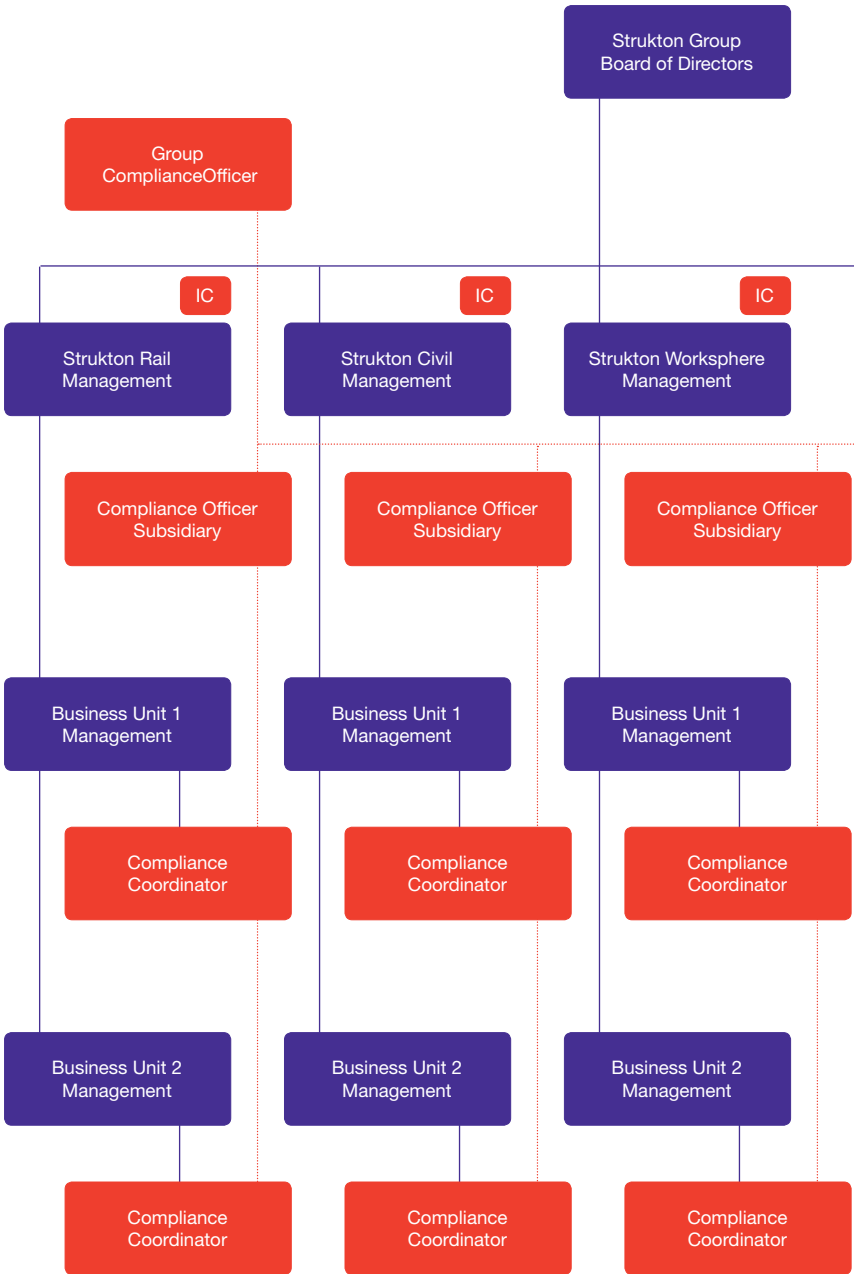 Strukton Group
Board of Directors
Group
ComplianceOfficer
IC
IC
IC
Strukton Rail
Management
Strukton Civil
Management
Strukton Worksphere
Management
Compliance Officer
Subsidiary
Compliance Officer
Subsidiary
Compliance Officer
Subsidiary
Business Unit 1
Management
Business Unit 1
Management
Business Unit 1
Management
Compliance
Coordinator
Compliance
Coordinator
Compliance
Coordinator
Business Unit 2
Management
Business Unit 2
Management
Business Unit 2
Management
Compliance
Coordinator
Compliance
Coordinator
Compliance
Coordinator